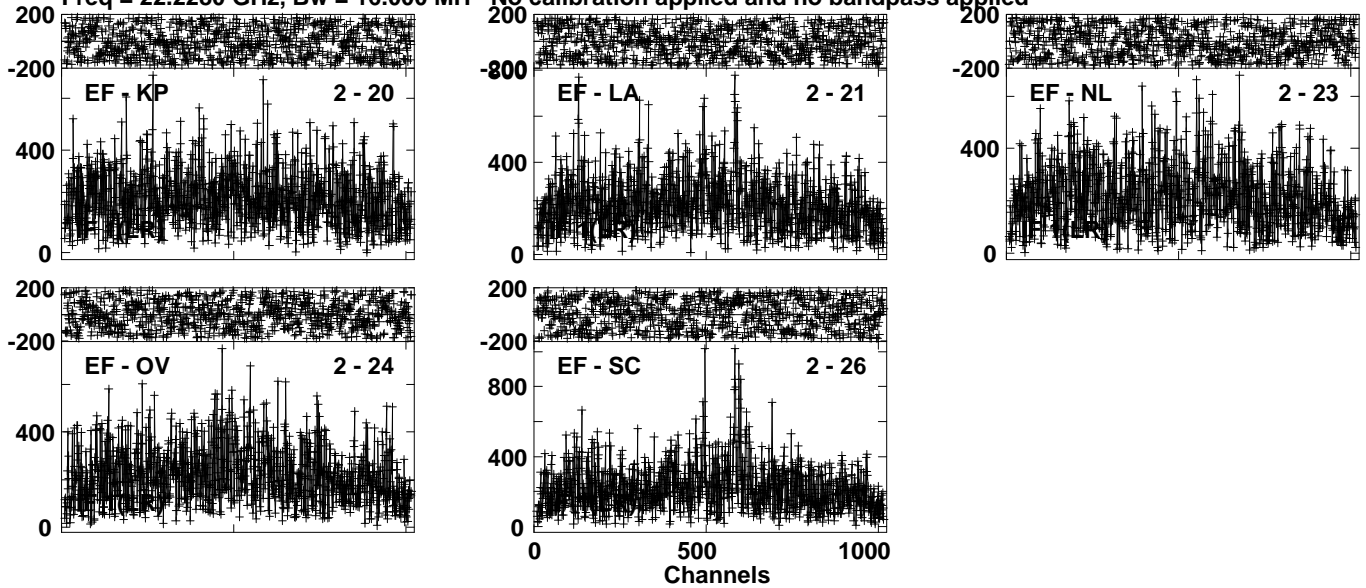 Freq = 22.2280 GHz, Bw = 16.000 MH No calibration applied and no bandpass applied
200 200 200
-200 -200 -200
800
EF - KP 2 - 20 EF - LA 2 - 21 EF - NL 2 - 23
400 400 400
0 0 0
200 200
-200 -200
EF - OV 2 - 24 EF - SC 2 - 26
800
400 400
0 0
0 500 1000
Channels